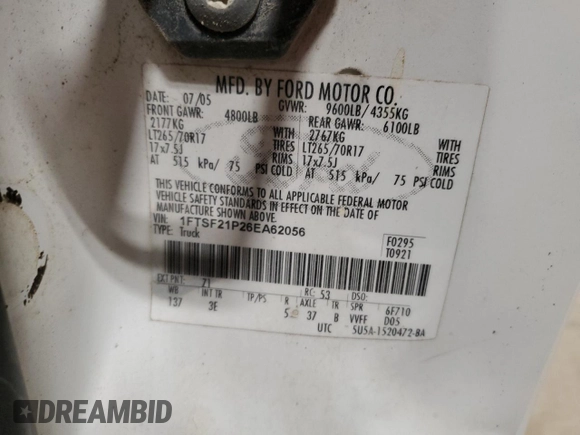 MFD. BY FORD MOTOR CO.
DATE: 07/05 GVWR: 9600LB/ 4355KG
FRONT GAWR: 4800LB REAR GAWR: 6100LB
2177KG WITH 2767KG WITH
LT265/70R17 TIRES LT265/70R17 TIRES
17x7.5J RIMS 17x7.5J RIMS
AT 515 kPa/ 75 PSI COLD AT 515 kPa/ 75 PSI COLD
THIS VEHICLE CONFORMS TO ALL APPLICABLE FEDERAL MOTOR
VEHICLE SAFETY STANDARDS IN EFFECT ON THE DATE OF
MANUFACTURE SHOWN ABOVE.
VIN: 1FTSF21P26EA62056
TYPE: Truck
F0295
T0921
EXT PNT: Z1 RC: 53 DSO:
WB INT TR TP/PS R AXLE TR SPR 6F710
137 3E 5 37 B VVFF D05
UTC 5U5A-1520472-BA
DREAMBID